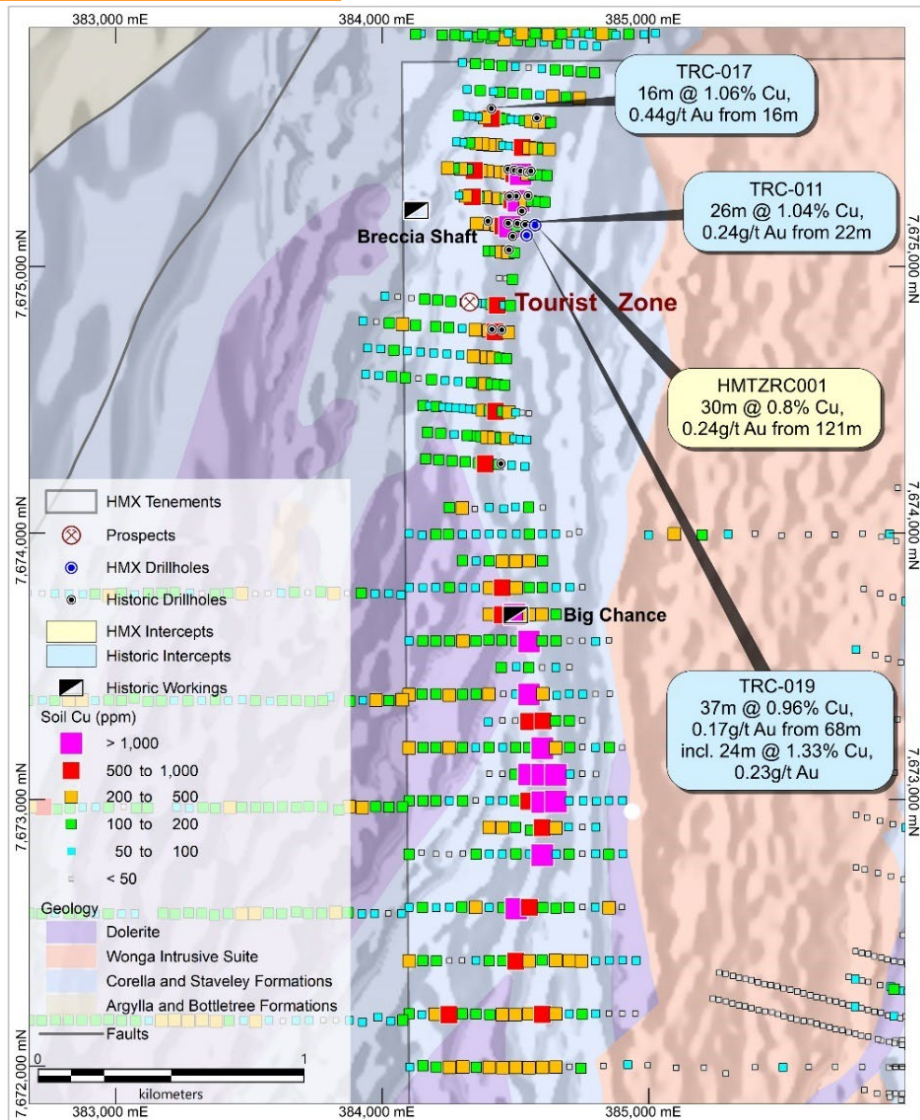 383,000 mE
384,000 mE
385,000 mE
TRC-017
16m @ 1.06% Cu,
0.44g/t Au from 16m
TRC-011
26m @ 1.04% Cu,
0.24g/t Au from 22m
Breccia Shaft
7,675,000 mN
7,675,000 mN
Tourist Zone
HMTZRC001
30m @ 0.8% Cu,
0.24g/t Au from 121m
HMX Tenements
7,674,000 mN
7,674,000 mN
Prospects
HMX Drillholes
Historic Drillholes
Big Chance
HMX Intercepts
Historic Intercepts
Historic Workings
TRC-019
37m @ 0.96% Cu,
0.17g/t Au from 68m
incl. 24m @ 1.33% Cu,
0.23g/t Au
Soil Cu (ppm)
> 1,000
500 to 1,000
200 to 500
100 to 200
50 to 100
< 50
7,673,000 mN
7,673,000 mN
Geology
Dolerite
Wonga Intrusive Suite
Corella and Staveley Formations
Argylla and Bottletree Formations
Faults
0 1
kilometers
7,672,000 mN
7,672,000 mN
383,000 mE
384,000 mE
385,000 mE